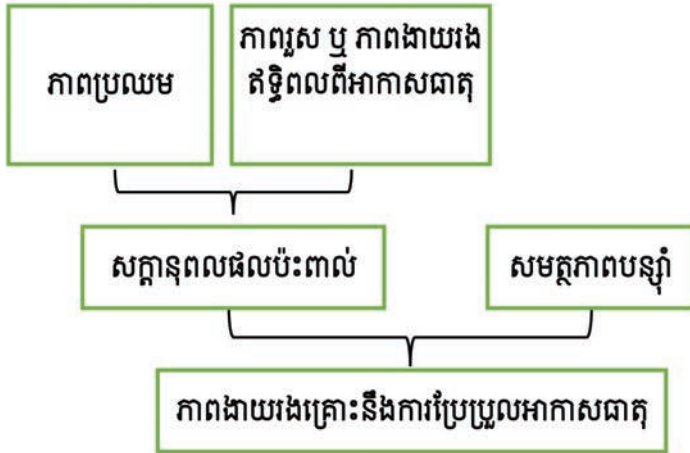 ភាពប្រឈម
ភាពរួស ឬ ភាពងាយរង
ឥទ្ធិពលពីអាកាសធាតុ
សក្តានុពលផលប៉ះពាល់
សមត្ថភាពបន្ស៊ាំ
ភាពងាយរងគ្រោះនឹងការប្រែប្រួលអាកាសធាតុ